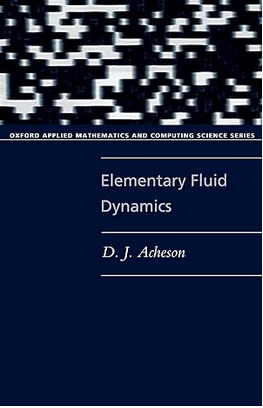 OXFORD APPLIED MATHEMATICS AND COMPUTING SCIENCE SERIES
Elementary Fluid
Dynamics
D. J. Acheson